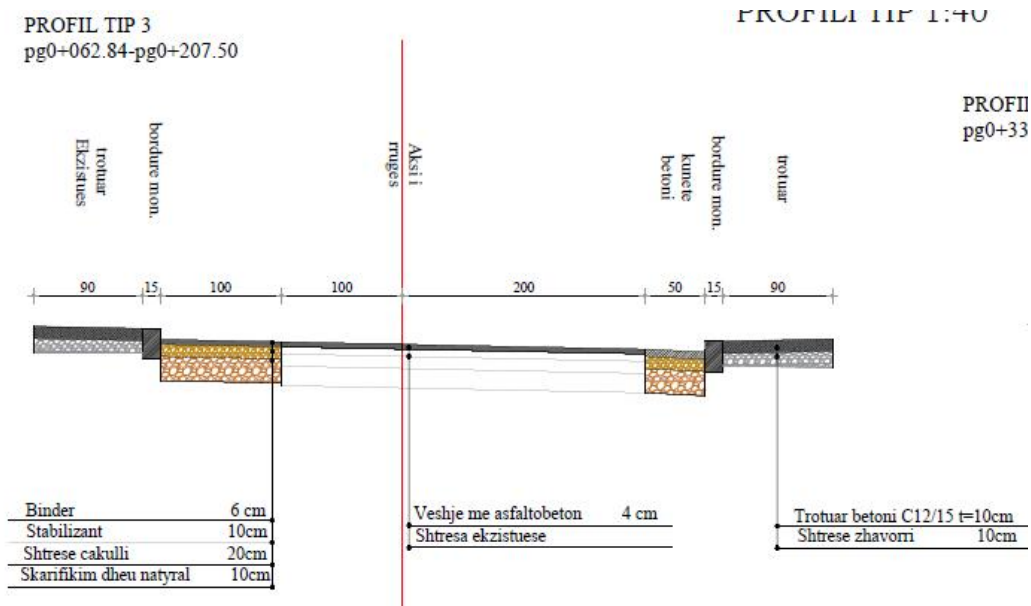 PROFIL TIP 3
pg0+062.84-pg0+207.50
PROFILI TIP 1:40
PROFIL
pg0+33
trotuar
Ekzistues
bordure mon.
Aksi i
rruges
kunete
betoni
bordure mon.
trotuar
90 15 100 100 200 50 15 90
Binder 6 cm
Stabilizant 10cm
Shtrese cakulli 20cm
Skarifikim dheu natyral 10cm
Veshje me asfaltobeton 4 cm
Shtresa ekzistuese
Trotuar betoni C12/15 t=10cm
Shtrese zhavorri 10cm